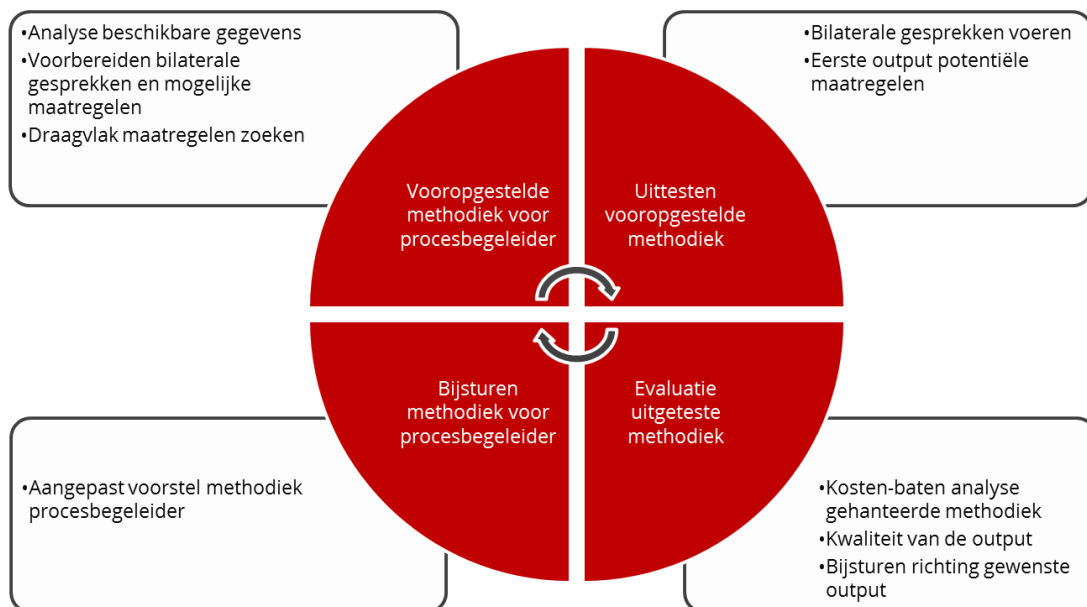 •Analyse beschikbare gegevens
•Voorbereiden bilaterale
gesprekken en mogelijke
maatregelen
•Draagvlak maatregelen zoeken
•Bilaterale gesprekken voeren
•Eerste output potentiële
maatregelen
Vooropgestelde
methodiek voor
procesbegeleider
Uittesten
vooropgestelde
methodiek
Bijsturen
methodiek voor
procesbegeleider
Evaluatie
uitgeteste
methodiek
•Aangepast voorstel methodiek
procesbegeleider
•Kosten-baten analyse
gehanteerde methodiek
•Kwaliteit van de output
•Bijsturen richting gewenste
output